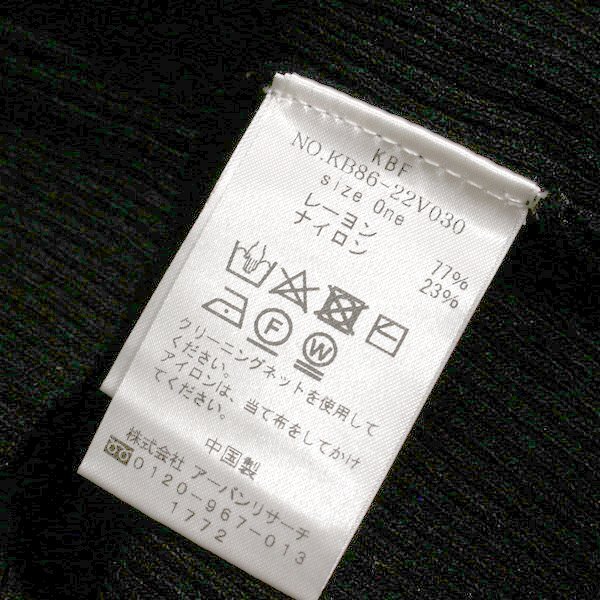 KBF
NO.KB86-22V030
size One
レーヨン 77%
ナイロン 23%
F W
クリーニングネットを使用して
ください。
アイロンは、当て布をしてかけ
てください。
中国製
株式会社 アーバンリサーチ
0120-967-013
1772